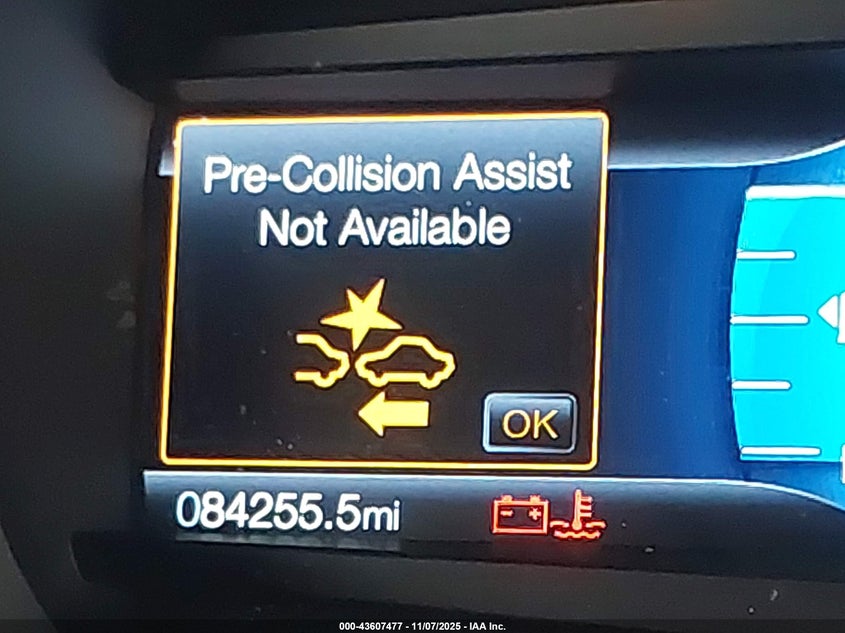 Pre-Collision Assist
Not Available
OK
084255.5mi
000-43607477 - 11/07/2025 - IAA Inc.